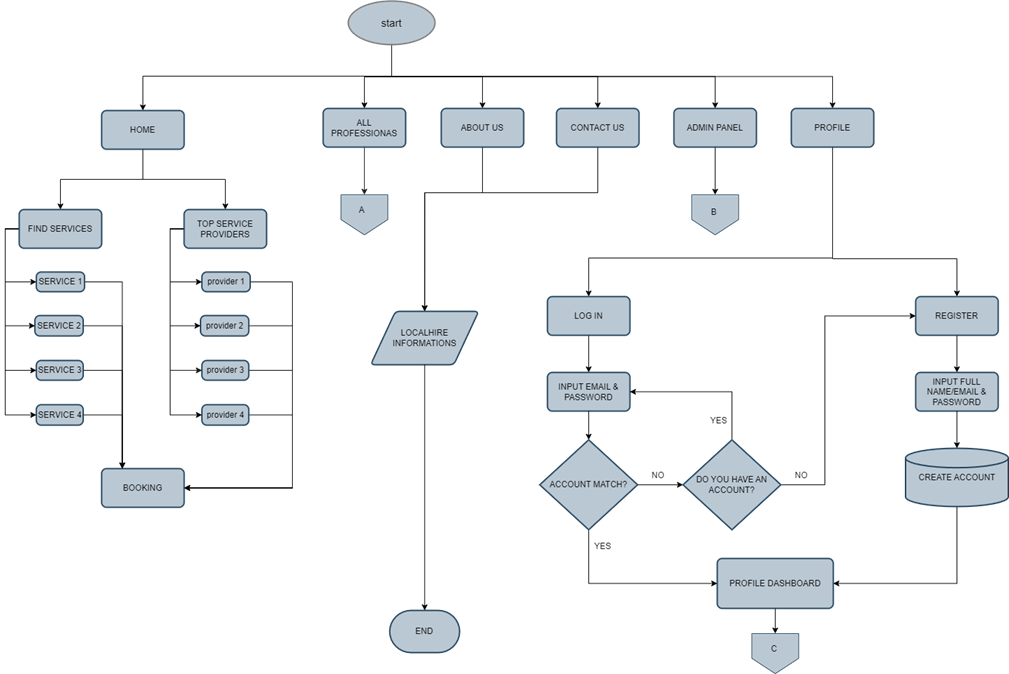 start
HOME
ALL
PROFESSIONAS
ABOUT US
CONTACT US
ADMIN PANEL
PROFILE
A
B
FIND SERVICES
TOP SERVICE
PROVIDERS
SERVICE 1
SERVICE 2
SERVICE 3
SERVICE 4
provider 1
provider 2
provider 3
provider 4
BOOKING
LOCALHIRE
INFORMATIONS
END
LOG IN
REGISTER
INPUT EMAIL &
PASSWORD
INPUT FULL
NAME/EMAIL &
PASSWORD
YES
ACCOUNT MATCH?
NO
DO YOU HAVE AN
ACCOUNT?
NO
CREATE ACCOUNT
YES
PROFILE DASHBOARD
C